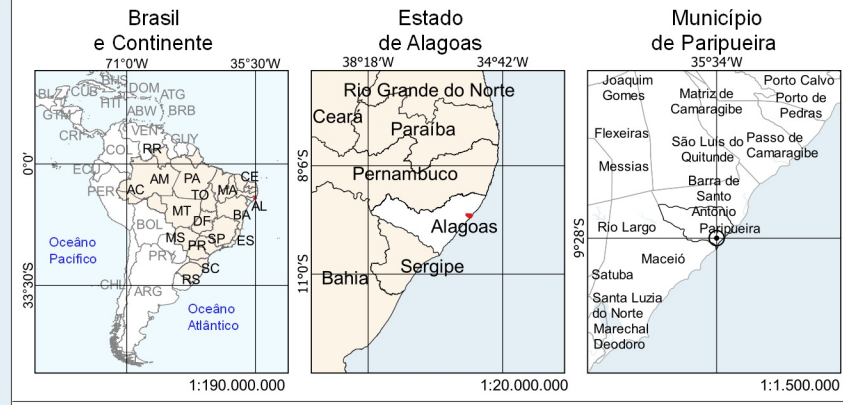 Brasil
e Continente
71°0'W 35°30'W
0°0'
33°30'S
BHS
BLZ CUB DOM ATG
HTI
GTM ABW BRB
CRI VEN GUY
COL RR
ECU AM PA CE
PER AC TO MA AL
MT BA
BOL DF
MS SP ES
PRY PR
SC
CHL RS
ARG
Oceâno
Pacífico
Oceâno
Atlântico
1:190.000.000
Estado
de Alagoas
38°18'W 34°42'W
8°6'S
11°0'S
Rio Grande do Norte
Ceará
Paraíba
Pernambuco
Alagoas
Sergipe
Bahia
1:20.000.000
Município
de Paripueira
35°34'W
9°28'S
Joaquim
Gomes
Porto Calvo
Matriz de
Camaragibe
Porto de
Pedras
Flexeiras
São Luís do
Quitunde
Passo de
Camaragibe
Messias
Barra de
Santo
Antônio
Rio Largo
Paripueira
Maceió
Satuba
Santa Luzia
do Norte
Marechal
Deodoro
1:1.500.000